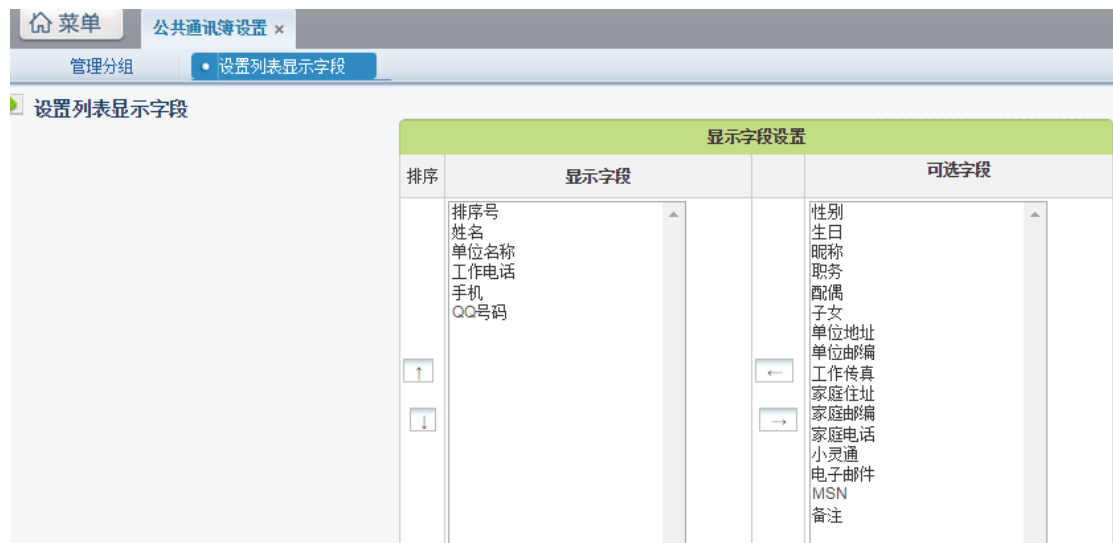 菜单
公共通讯簿设置 ×
管理分组
设置列表显示字段
设置列表显示字段
显示字段设置
排序
显示字段
可选字段
排序号
姓名
单位名称
工作电话
手机
QQ号码
↑
↓
←
→
性别
生日
昵称
职务
配偶
子女
单位地址
单位邮编
工作传真
家庭住址
家庭邮编
家庭电话
小灵通
电子邮件
MSN
备注